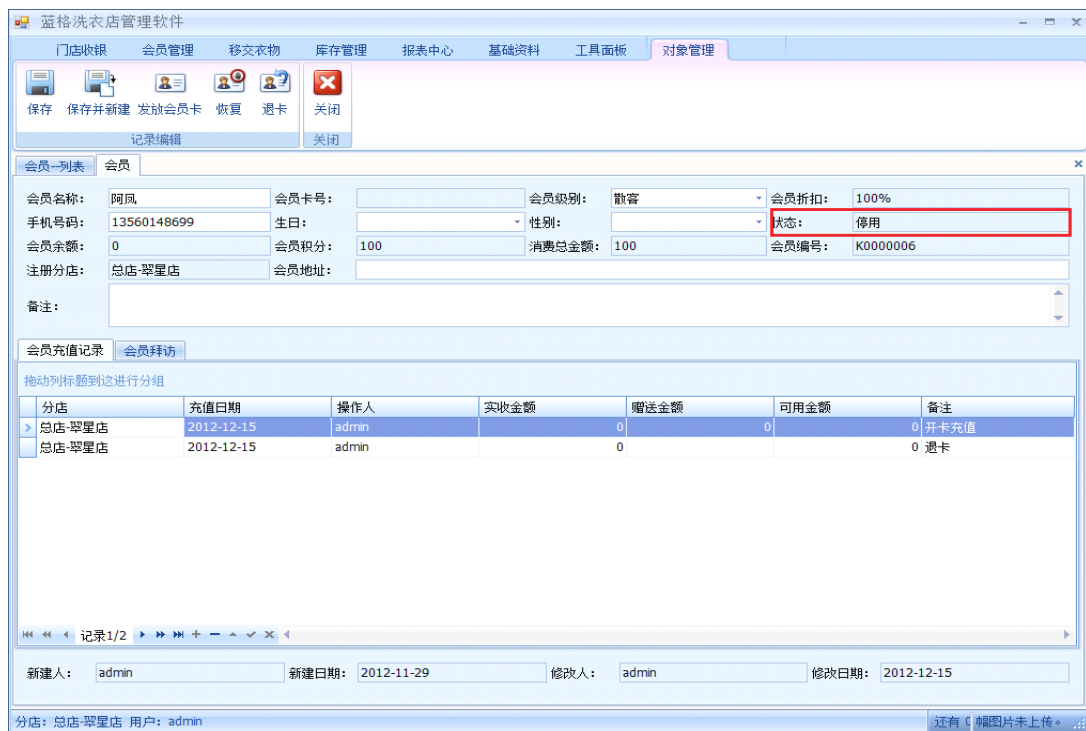 蓝格洗衣店管理软件
门店收银 会员管理 移交衣物 库存管理 报表中心 基础资料 工具面板 对象管理
保存 保存并新建 发放会员卡 恢复 退卡 关闭
记录编辑 关闭
会员--列表 会员
会员名称: 阿凤 会员卡号: 会员级别: 散客 会员折扣: 100%
手机号码: 13560148699 生日: 性别: 状态: 停用
会员余额: 0 会员积分: 100 消费总金额: 100 会员编号: K0000006
注册分店: 总店-翠星店 会员地址:
备注:
会员充值记录 会员拜访
拖动列标题到这进行分组
分店 充值日期 操作人 实收金额 赠送金额 可用金额 备注
总店-翠星店 2012-12-15 admin 0 0 0 开卡充值
总店-翠星店 2012-12-15 admin 0 0 退卡
记录1/2
新建人: admin 新建日期: 2012-11-29 修改人: admin 修改日期: 2012-12-15
分店: 总店-翠星店 用户: admin 还有 幅图片未上传。